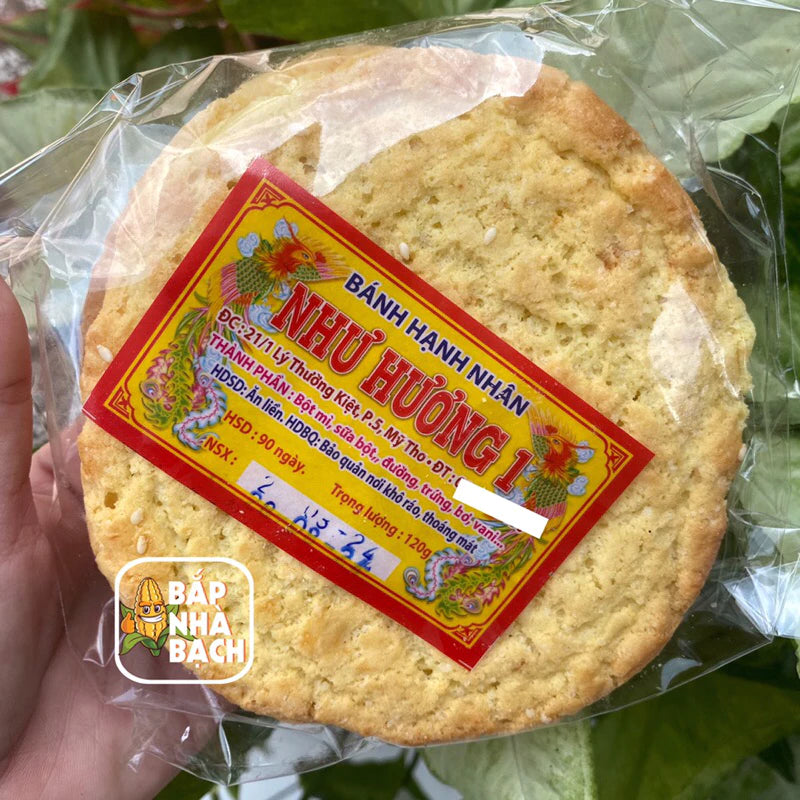 BÁNH HẠNH NHÂN
NHƯ HƯƠNG 1
ĐC: 21/1 Lý Thường Kiệt, P.5, Mỹ Tho • ĐT:
THÀNH PHẦN: Bột mì, sữa bột,, đường, trứng, bơ, vani...
HDSD: Ăn liền. HDBQ: Bảo quản nơi khô ráo, thoáng mát
HSD: 90 ngày.
Trọng lượng: 120g
NSX:
BẮP
NHÀ
BẠCH